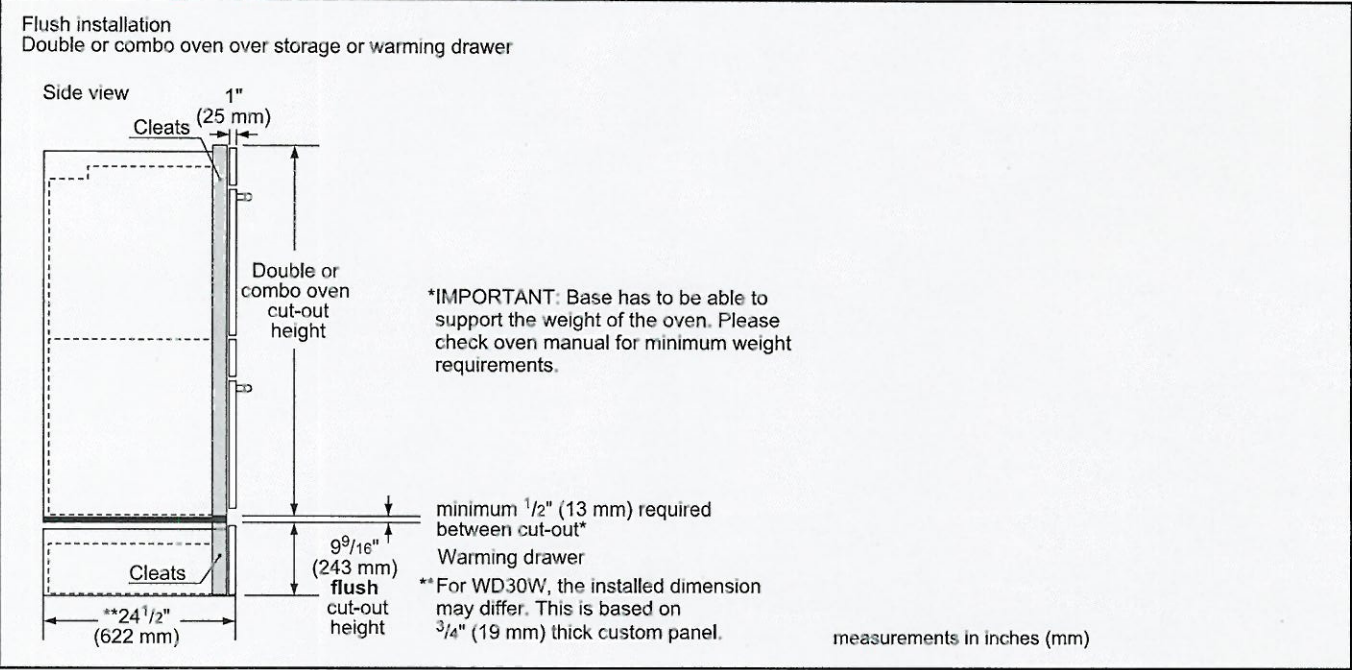 Flush installation
Double or combo oven over storage or warming drawer
Side view
1"
(25 mm)
Cleats
Double or
combo oven
cut-out
height
*IMPORTANT: Base has to be able to
support the weight of the oven. Please
check oven manual for minimum weight
requirements.
minimum 1/2" (13 mm) required
between cut-out*
9 9/16"
(243 mm)
flush
cut-out
height
Warming drawer
Cleats
**For WD30W, the installed dimension
may differ. This is based on
3/4" (19 mm) thick custom panel.
**24 1/2"
(622 mm)
measurements in inches (mm)